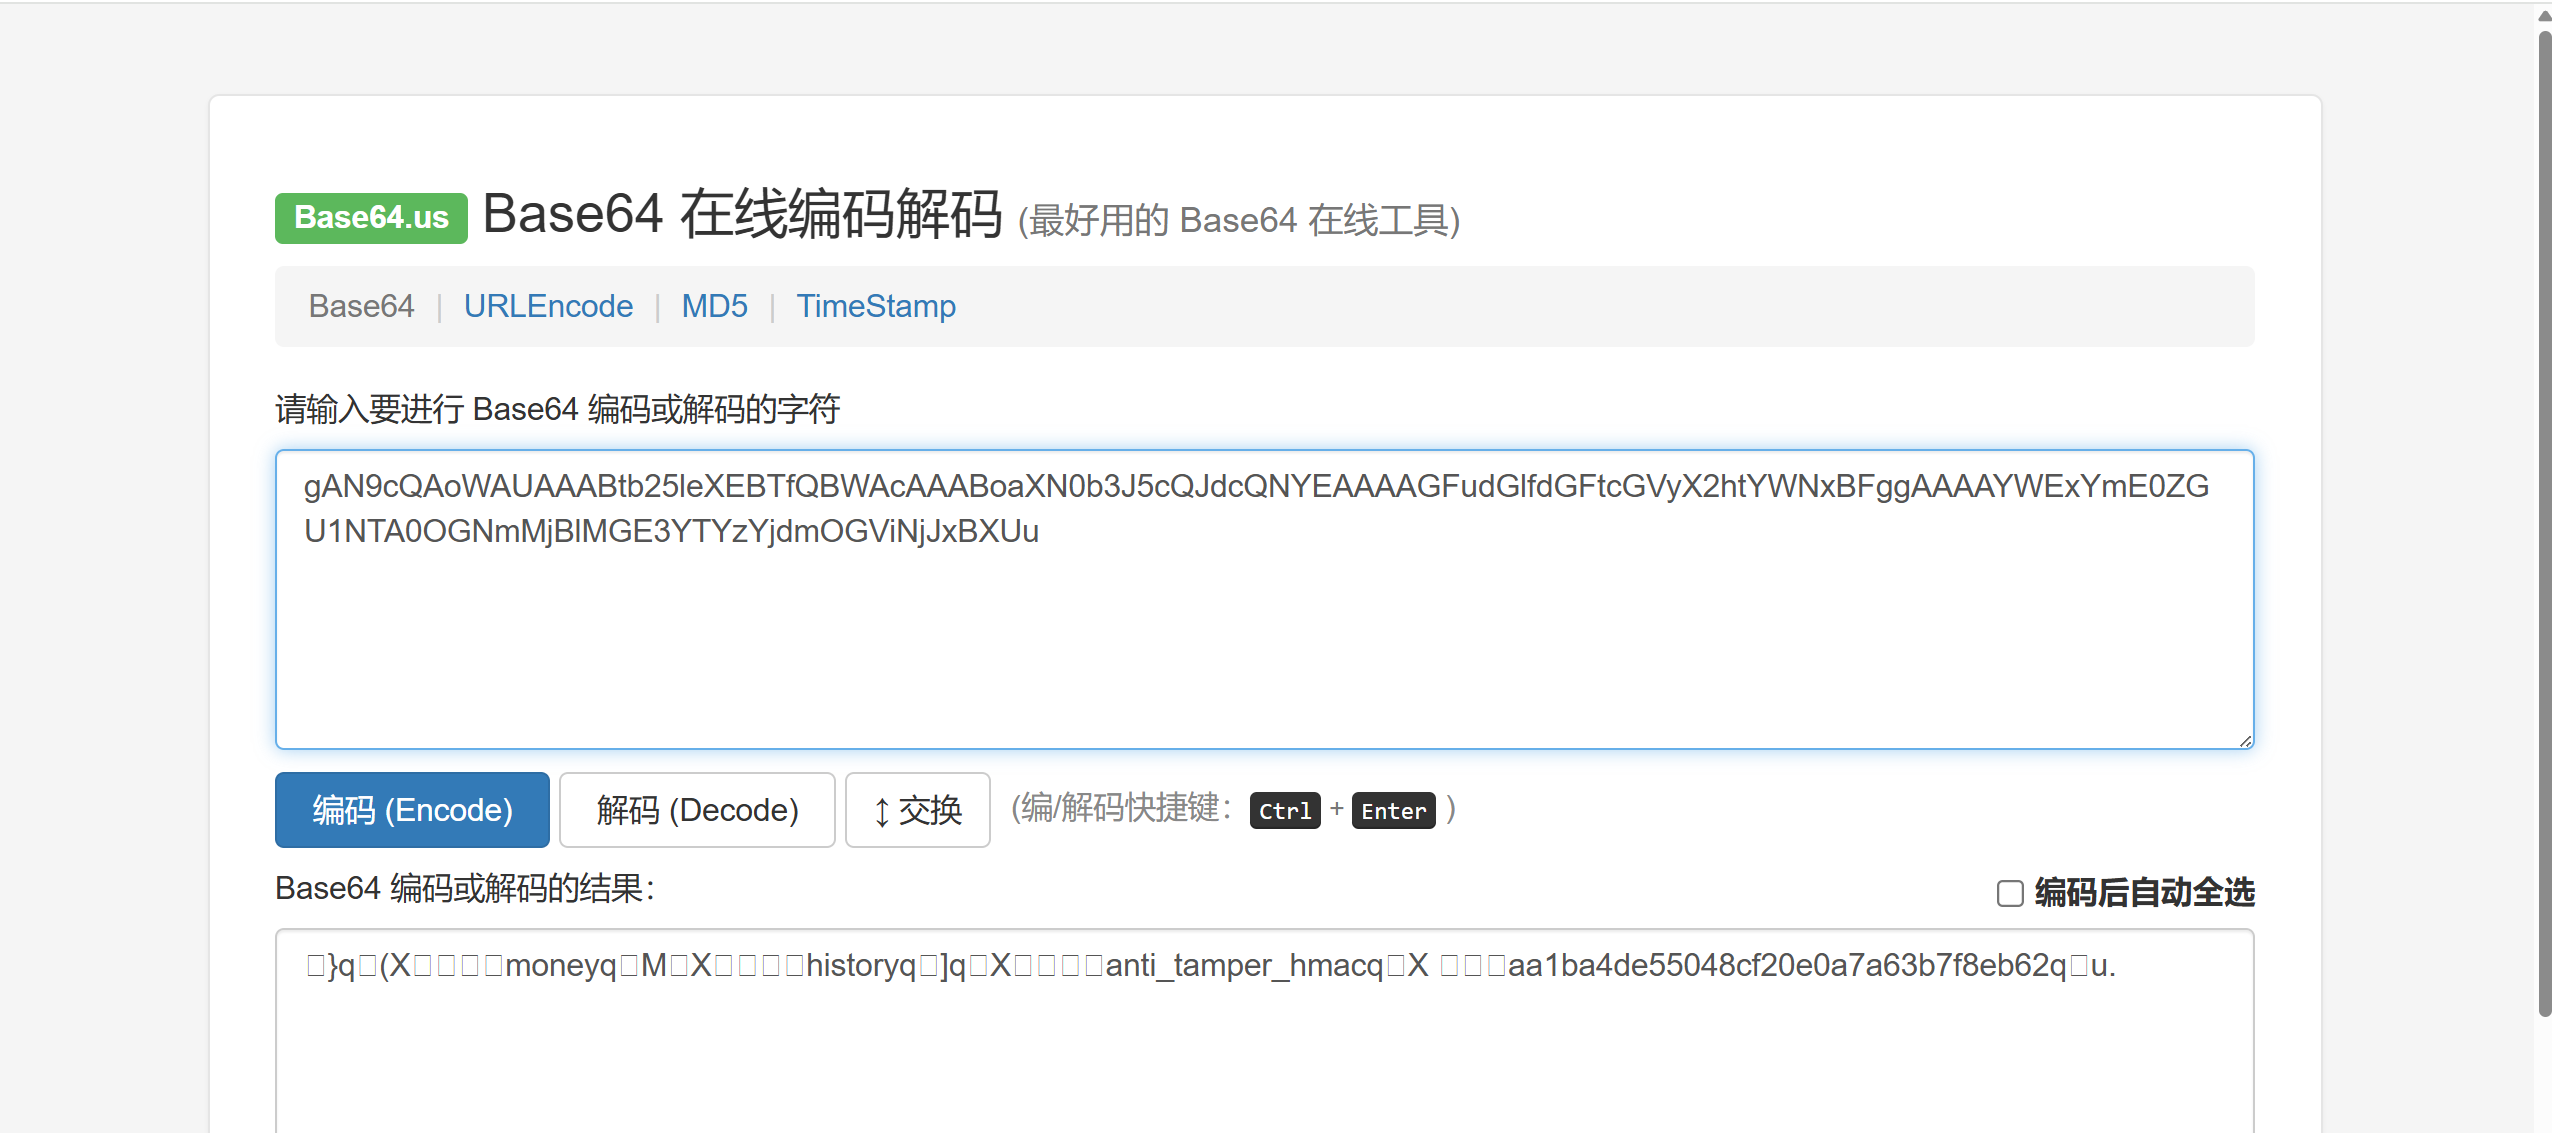 Base64.us Base64 在线编码解码 (最好用的 Base64 在线工具)
Base64 | URLEncode | MD5 | TimeStamp
请输入要进行 Base64 编码或解码的字符
gAN9cQAoWAUAAABtb25leXEBTfQBWAcAAABoaXN0b3J5cQJdcQNYEAAAAGFudGlfdGFtcGVyX2htYWNxBFggAAAAYWExYmE0ZG
U1NTA0OGNmMjBlMGE3YTYzYjdmOGViNjJxBXUu
编码 (Encode) 解码 (Decode) ↕ 交换 (编/解码快捷键: Ctrl + Enter )
Base64 编码或解码的结果: 编码后自动全选
□}q□(X□□□□moneyq□M□X□□□□historyq□]q□X□□□□anti_tamper_hmacq□X □□□aa1ba4de55048cf20e0a7a63b7f8eb62q□u.